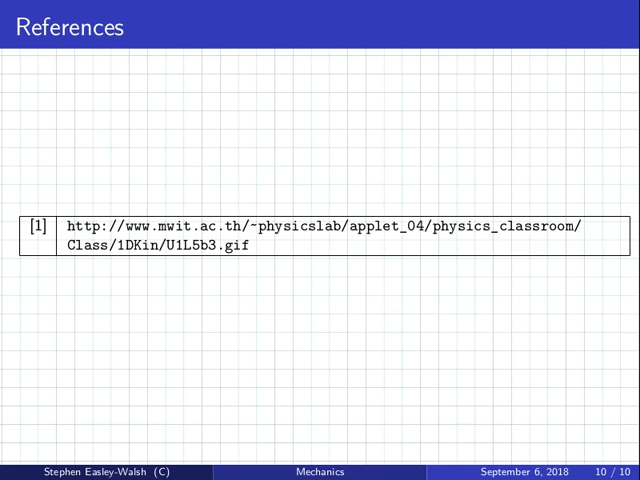 References
[1] http://www.mwit.ac.th/~physicslab/applet_04/physics_classroom/
Class/1DKin/U1L5b3.gif
Stephen Easley-Walsh (C) Mechanics September 6, 2018 10 / 10